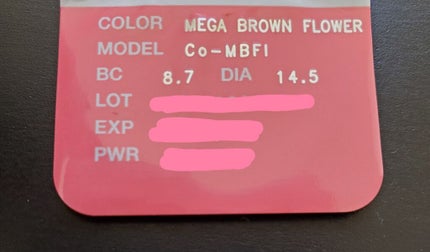 COLOR MEGA BROWN FLOWER
MODEL Co-MBFI
BC 8.7 DIA 14.5
LOT
EXP
PWR